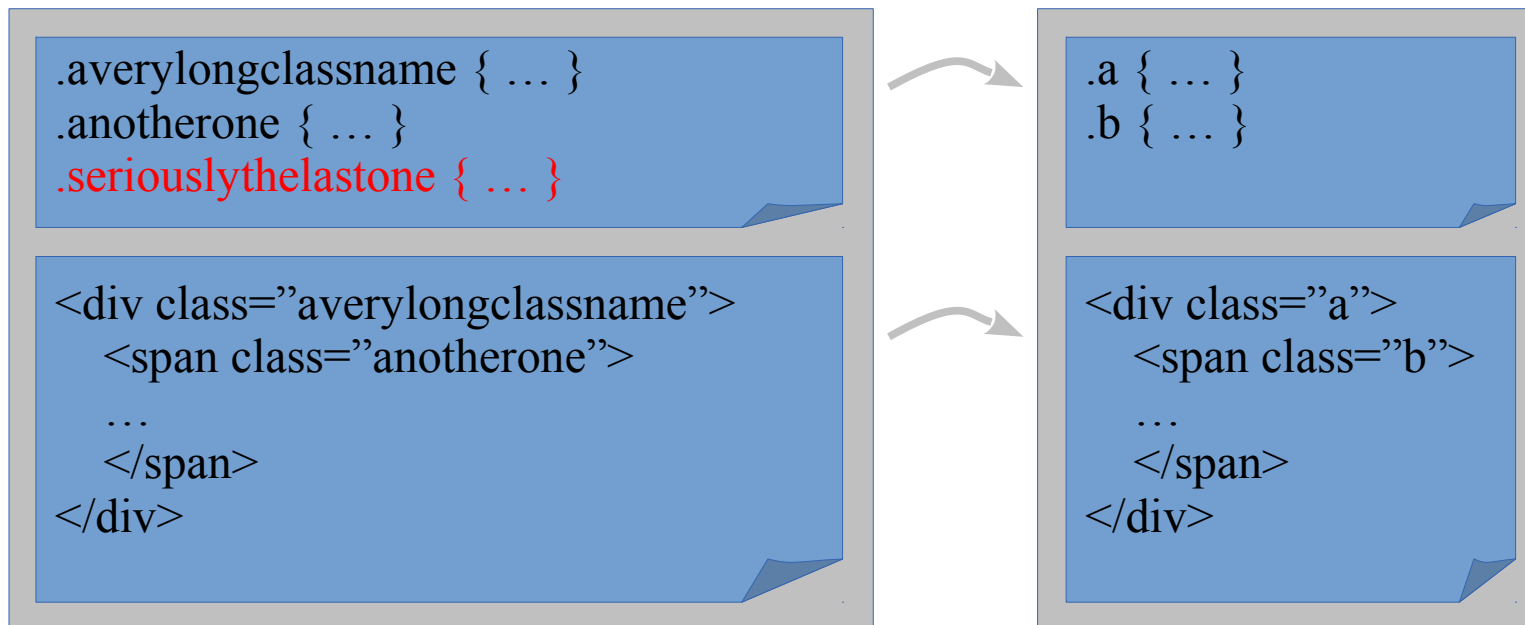 .averylongclassname { … }
.anotherone { … }
.seriouslythelastone { … }
<div class=”averylongclassname”>
<span class=”anotherone”>
…
</span>
</div>
.a { … }
.b { … }
<div class=”a”>
<span class=”b”>
…
</span>
</div>